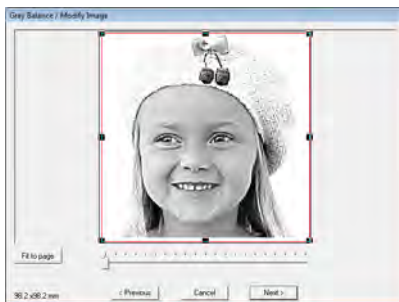 Gray Balance / Modify Image
Fit to page
98.2 x98.2 mm
< Previous
Cancel
Next >